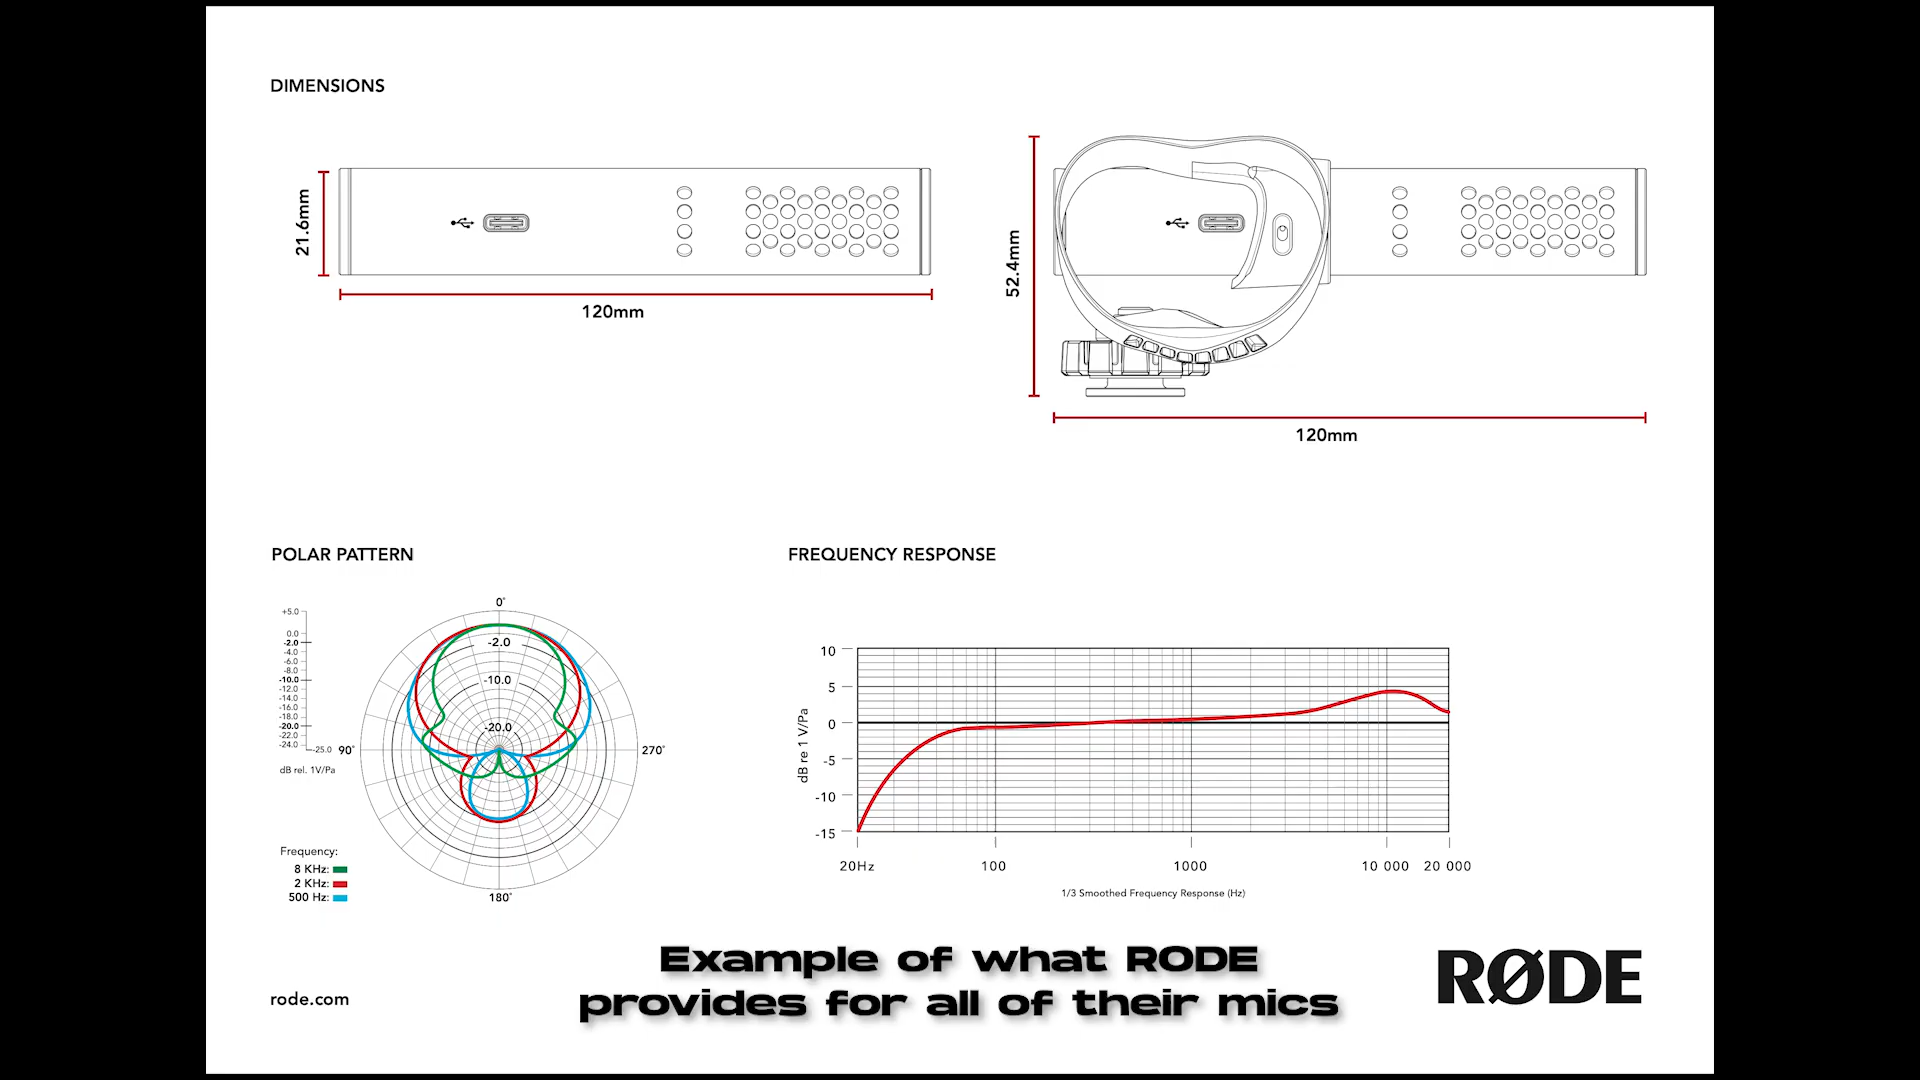 DIMENSIONS
21.6mm
120mm
52.4mm
120mm
POLAR PATTERN
0°
+5.0
0.0
-2.0
-4.0
-6.0
-8.0
-10.0
-12.0
-14.0
-16.0
-18.0
-20.0
-22.0
-24.0
-25.0
dB rel. 1V/Pa
-2.0
-10.0
-20.0
90°
270°
180°
Frequency:
8 KHz:
2 KHz:
500 Hz:
FREQUENCY RESPONSE
10
5
0
-5
-10
-15
dB re 1 V/Pa
20Hz 100 1000 10 000 20 000
1/3 Smoothed Frequency Response (Hz)
Example of what RODE
provides for all of their mics
rode.com
RØDE